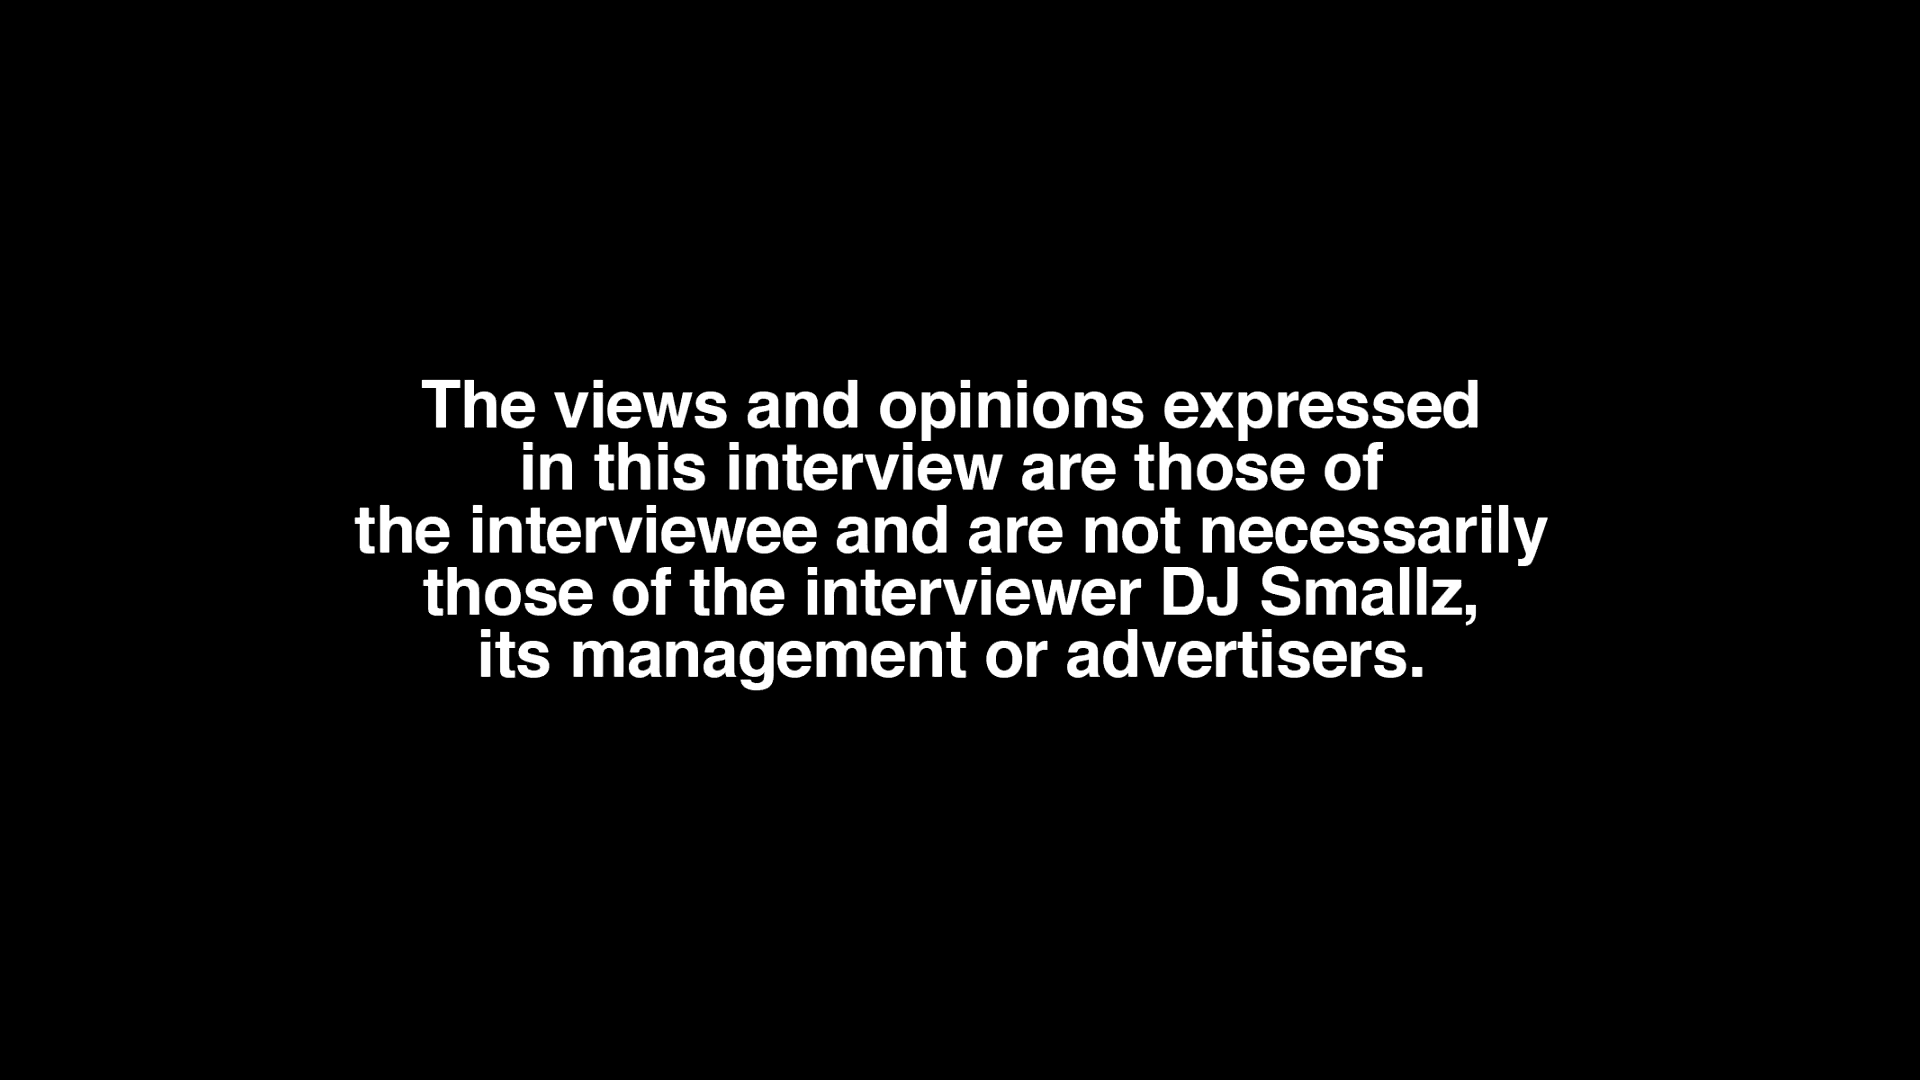 The views and opinions expressed
in this interview are those of
the interviewee and are not necessarily
those of the interviewer DJ Smallz,
its management or advertisers.